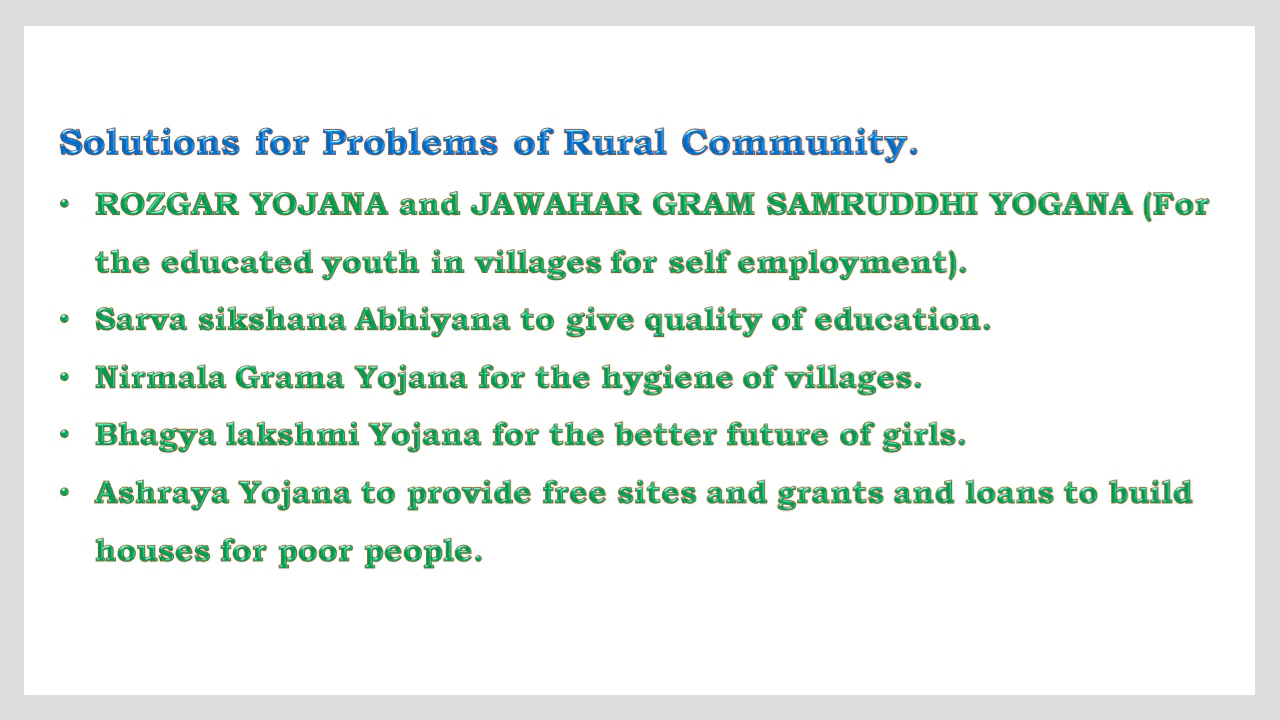 Solutions for Problems of Rural Community.
• ROZGAR YOJANA and JAWAHAR GRAM SAMRUDDHI YOGANA (For
the educated youth in villages for self employment).
• Sarva sikshana Abhiyana to give quality of education.
• Nirmala Grama Yojana for the hygiene of villages.
• Bhagya lakshmi Yojana for the better future of girls.
• Ashraya Yojana to provide free sites and grants and loans to build
houses for poor people.